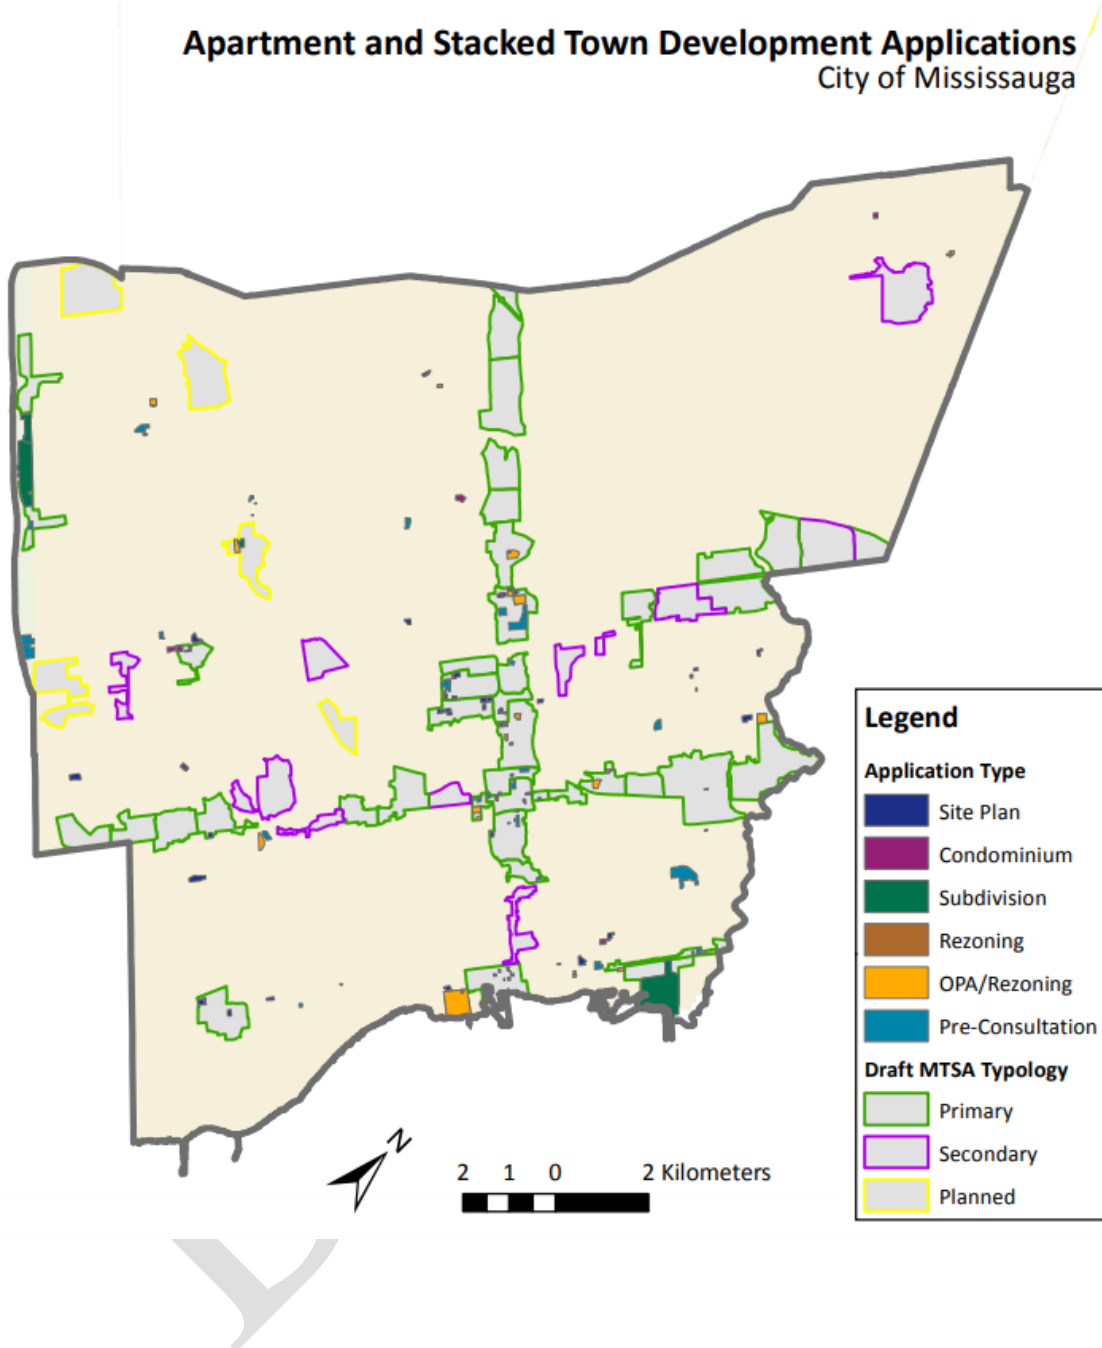 Apartment and Stacked Town Development Applications
City of Mississauga
Legend
Application Type
Site Plan
Condominium
Subdivision
Rezoning
OPA/Rezoning
Pre-Consultation
Draft MTSA Typology
Primary
Secondary
Planned
N
2 1 0 2 Kilometers